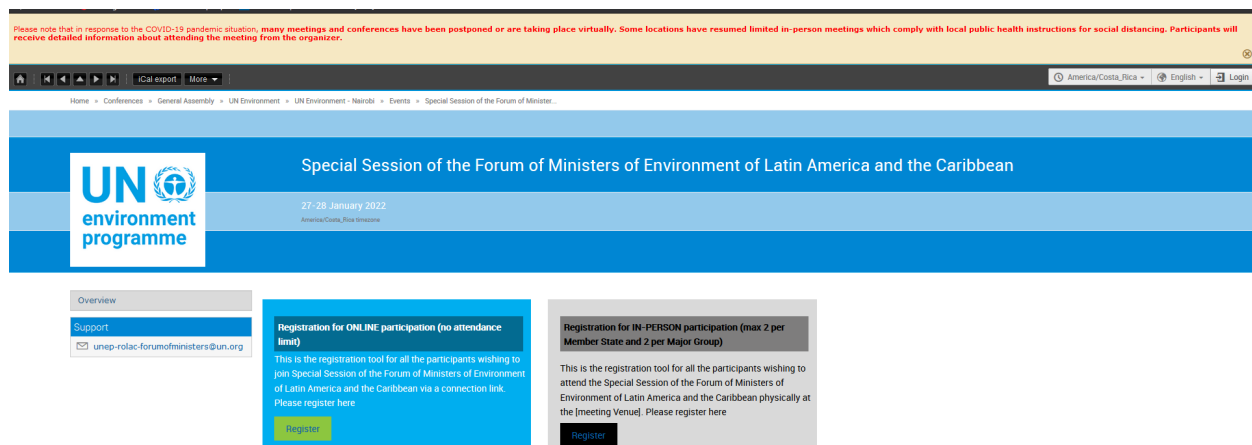 Please note that in response to the COVID-19 pandemic situation, many meetings and conferences have been postponed or are taking place virtually. Some locations have resumed limited in-person meetings which comply with local public health instructions for social distancing. Participants will
receive detailed information about attending the meeting from the organizer.
iCal export More
America/Costa_Rica English Login
Home » Conferences » General Assembly » UN Environment » UN Environment - Nairobi » Events » Special Session of the Forum of Minister...
Special Session of the Forum of Ministers of Environment of Latin America and the Caribbean
UN
environment
programme
27-28 January 2022
America/Costa_Rica timezone
Overview
Support
unep-rolac-forumofministers@un.org
Registration for ONLINE participation (no attendance
limit)
This is the registration tool for all the participants wishing to
join Special Session of the Forum of Ministers of Environment
of Latin America and the Caribbean via a connection link.
Please register here
Register
Registration for IN-PERSON participation (max 2 per
Member State and 2 per Major Group)
This is the registration tool for all the participants wishing to
attend the Special Session of the Forum of Ministers of
Environment of Latin America and the Caribbean physically at
the [meeting Venue]. Please register here
Register